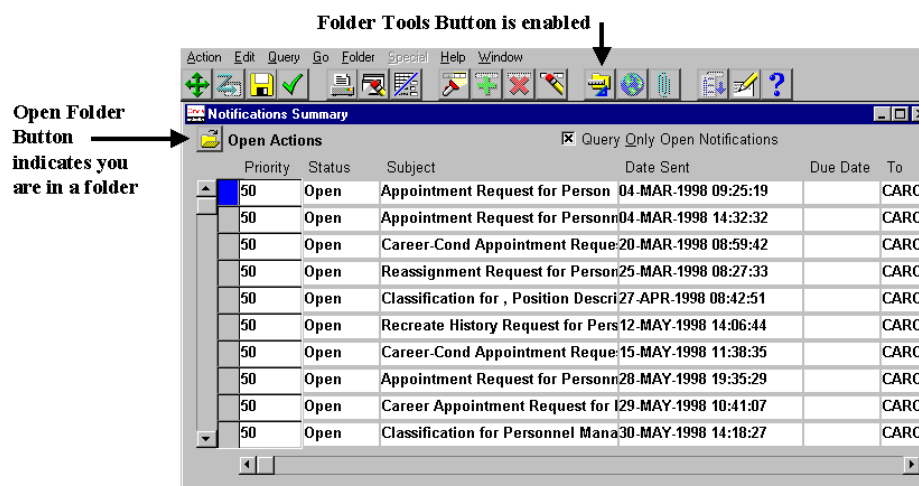 Folder Tools Button is enabled
Action Edit Query Go Folder Special Help Window
Open Folder
Button
indicates you
are in a folder
Notifications Summary
Open Actions Query Only Open Notifications
Priority Status Subject Date Sent Due Date To
50 Open Appointment Request for Person 04-MAR-1998 09:25:19 CARO
50 Open Appointment Request for Personn 04-MAR-1998 14:32:32 CARO
50 Open Career-Cond Appointment Reque 20-MAR-1998 08:59:42 CARO
50 Open Reassignment Request for Person 25-MAR-1998 08:27:33 CARO
50 Open Classification for , Position Descri 27-APR-1998 08:42:51 CARO
50 Open Recreate History Request for Pers 12-MAY-1998 14:06:44 CARO
50 Open Career-Cond Appointment Reque 15-MAY-1998 11:38:35 CARO
50 Open Appointment Request for Personn 28-MAY-1998 19:35:29 CARO
50 Open Career Appointment Request for 29-MAY-1998 10:41:07 CARO
50 Open Classification for Personnel Mana 30-MAY-1998 14:18:27 CARO